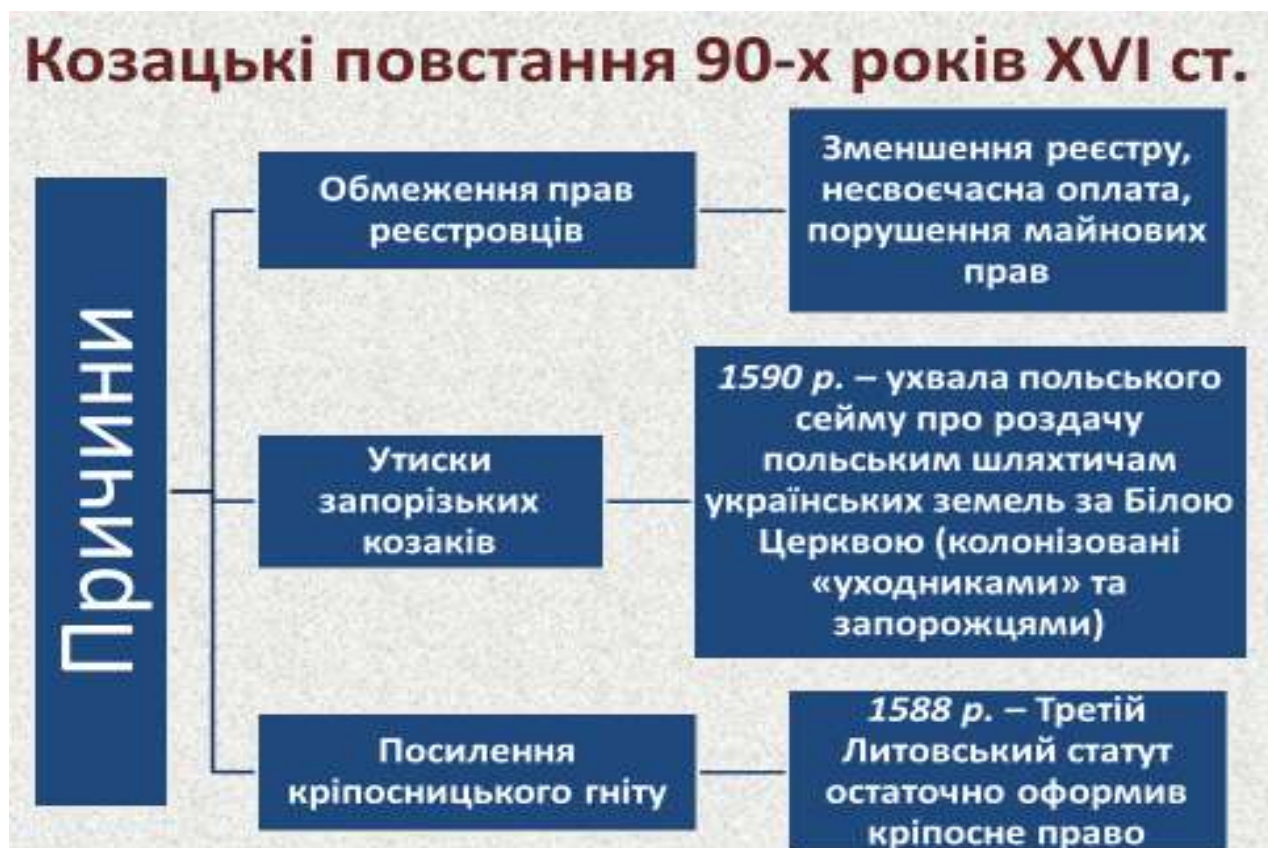 Козацькі повстання 90-х років XVI ст.
Причини
Обмеження прав
реєстровців
Зменшення реєстру,
несвоєчасна оплата,
порушення майнових
прав
Утиски
запорізьких
козаків
1590 р. – ухвала польського
сейму про роздачу
польським шляхтичам
українських земель за Білою
Церквою (колонізовані
«уходниками» та
запорожцями)
Посилення
кріпосницького гніту
1588 р. – Третій
Литовський статут
остаточно оформив
кріпосне право